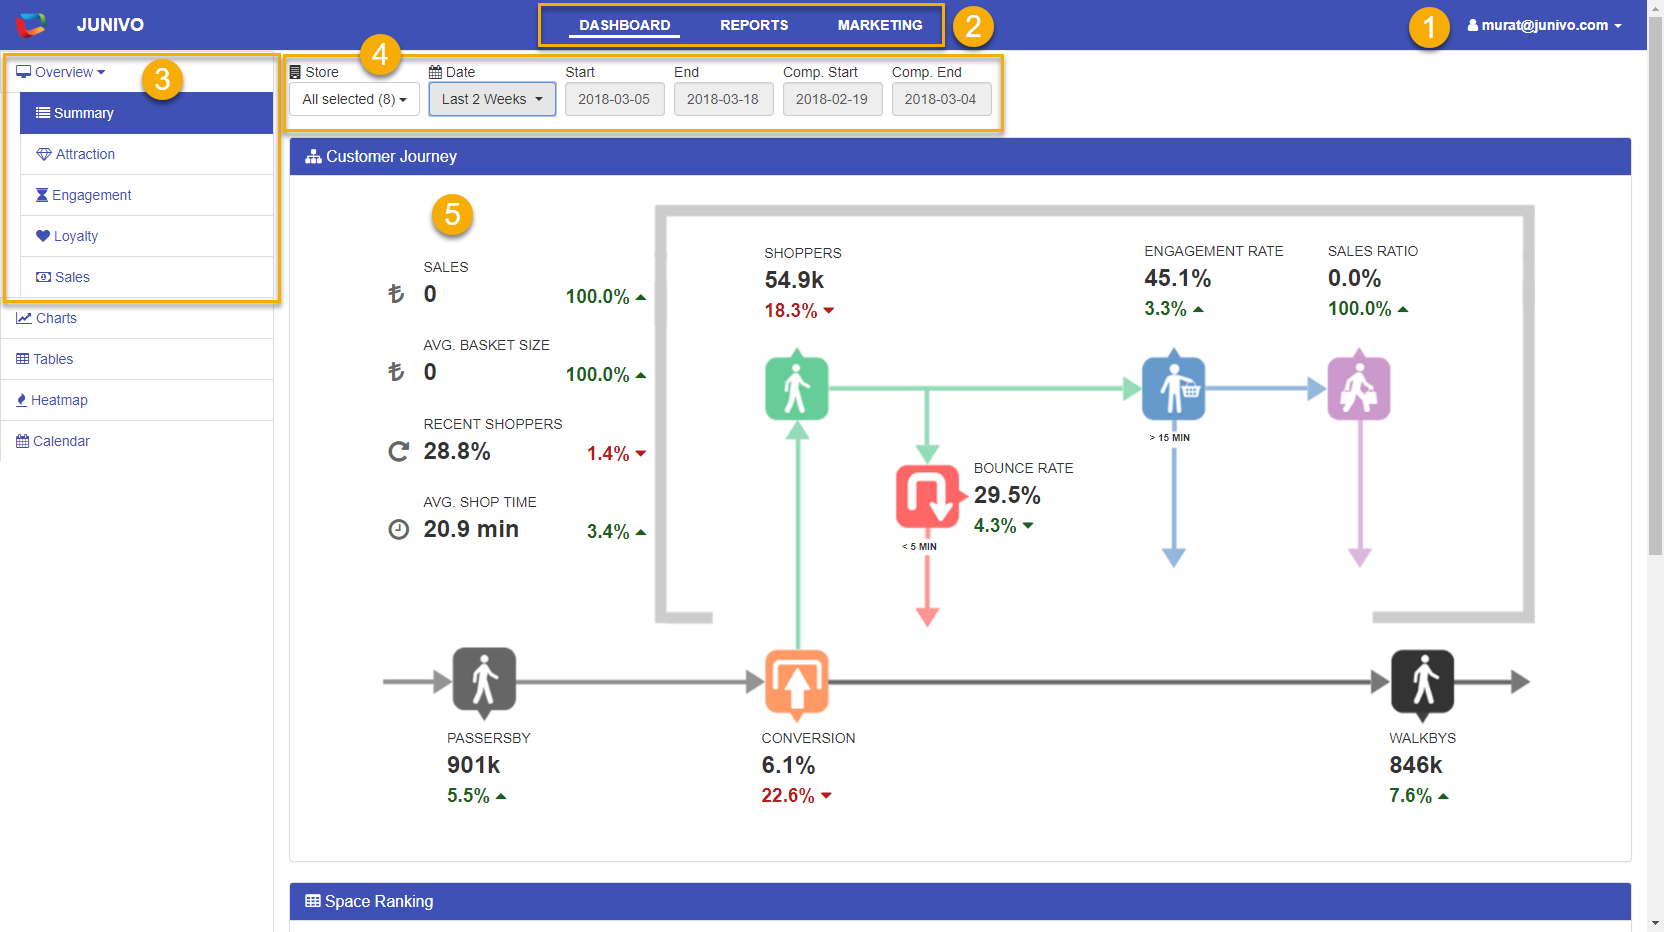 JUNIVO
DASHBOARD REPORTS MARKETING
2
1
murat@junivo.com
Overview
3
Summary
Attraction
Engagement
Loyalty
Sales
Charts
Tables
Heatmap
Calendar
4
Store Date Start End Comp. Start Comp. End
All selected (8) Last 2 Weeks 2018-03-05 2018-03-18 2018-02-19 2018-03-04
Customer Journey
5
SALES
₺ 0 100.0%
AVG. BASKET SIZE
₺ 0 100.0%
RECENT SHOPPERS
28.8% 1.4%
AVG. SHOP TIME
20.9 min 3.4%
SHOPPERS
54.9k
18.3%
ENGAGEMENT RATE
45.1%
3.3%
SALES RATIO
0.0%
100.0%
> 15 MIN
BOUNCE RATE
29.5%
4.3%
< 5 MIN
PASSERSBY
901k
5.5%
CONVERSION
6.1%
22.6%
WALKBYS
846k
7.6%
Space Ranking